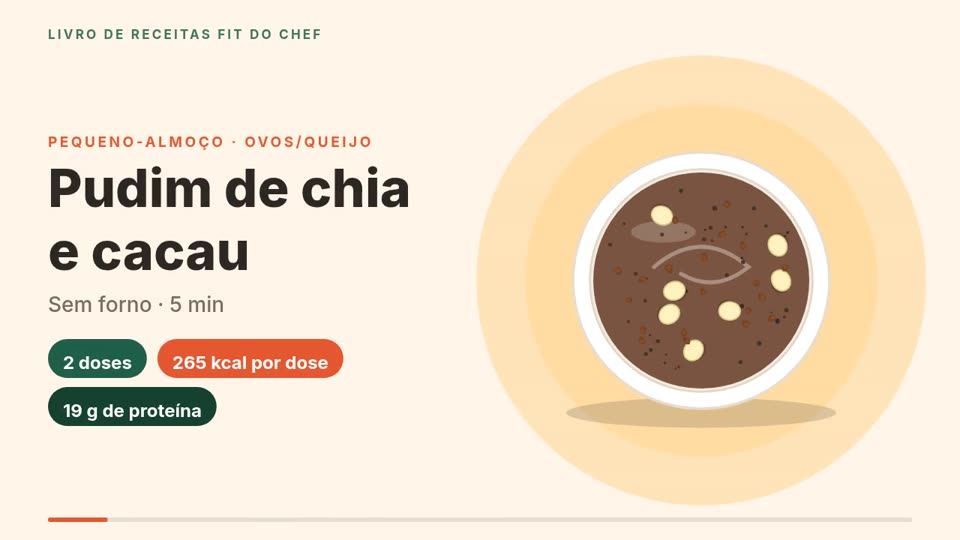 LIVRO DE RECEITAS FIT DO CHEF
PEQUENO-ALMOÇO · OVOS/QUEIJO
Pudim de chia
e cacau
Sem forno · 5 min
2 doses
265 kcal por dose
19 g de proteína